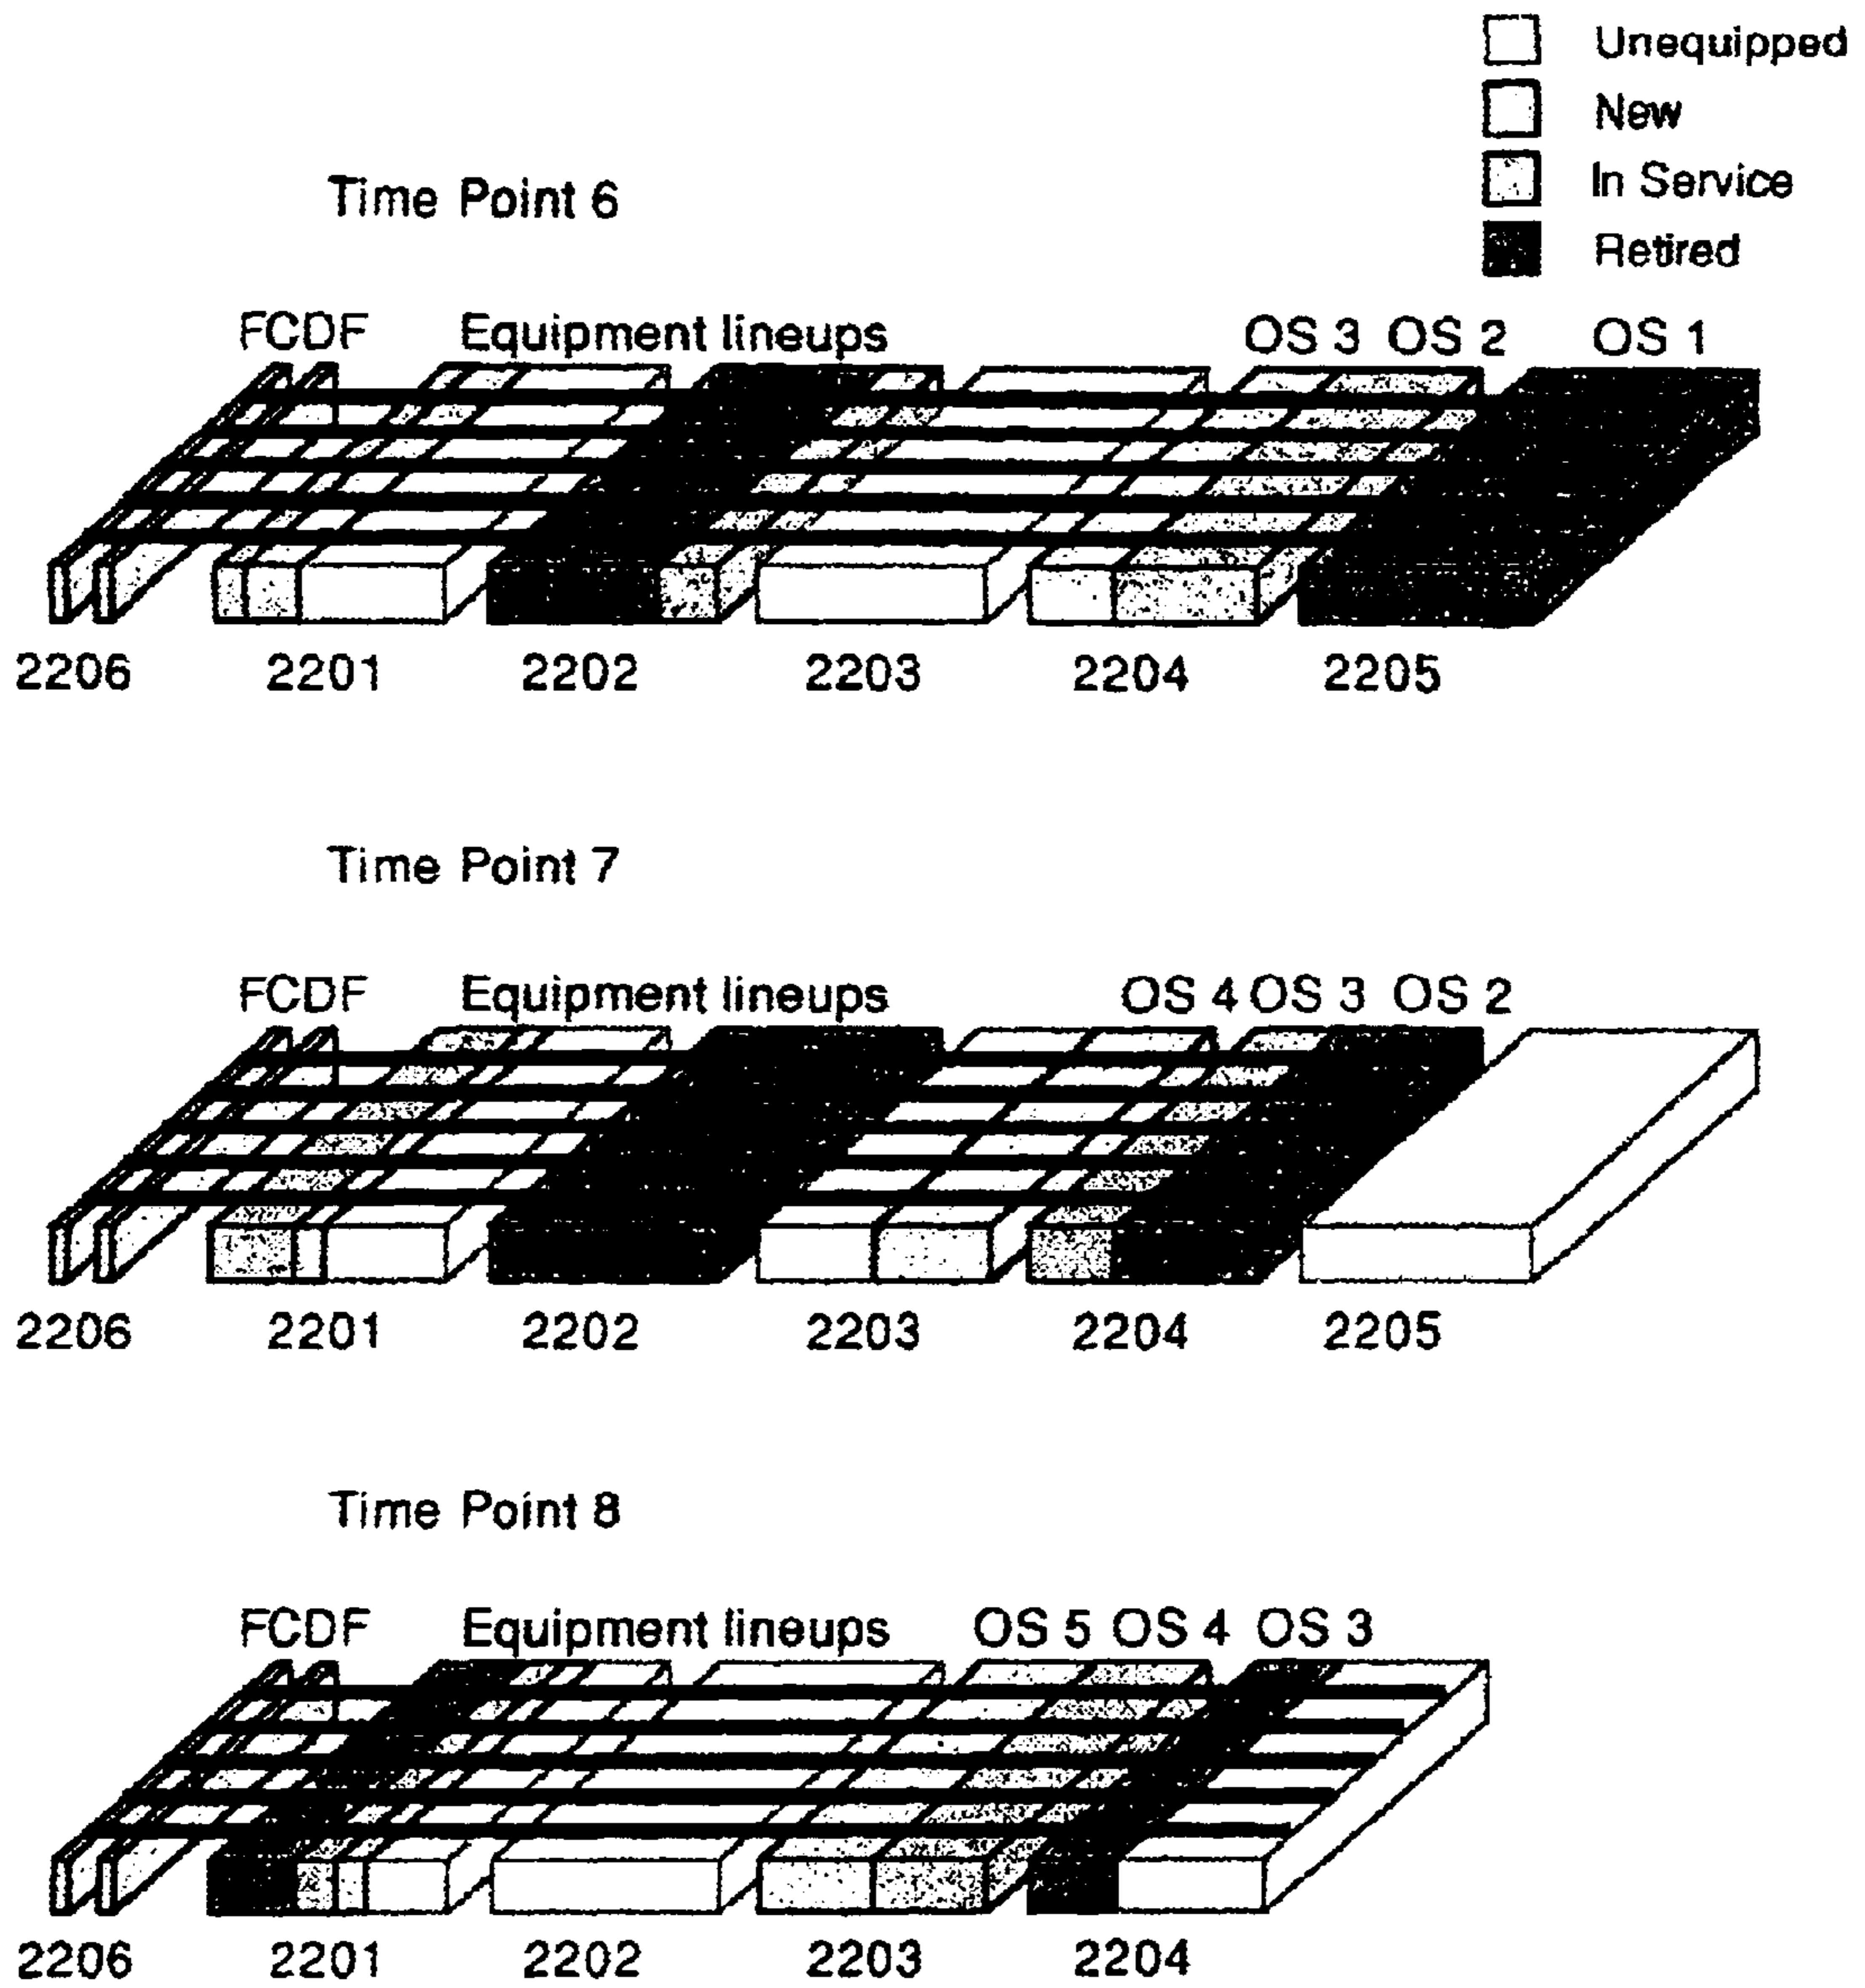 Unequipped
New
In Service
Retired
Time Point 6
FCDF Equipment lineups OS 3 OS 2 OS 1
2206 2201 2202 2203 2204 2205
Time Point 7
FCDF Equipment lineups OS 4 OS 3 OS 2
2206 2201 2202 2203 2204 2205
Time Point 8
FCDF Equipment lineups OS 5 OS 4 OS 3
2206 2201 2202 2203 2204